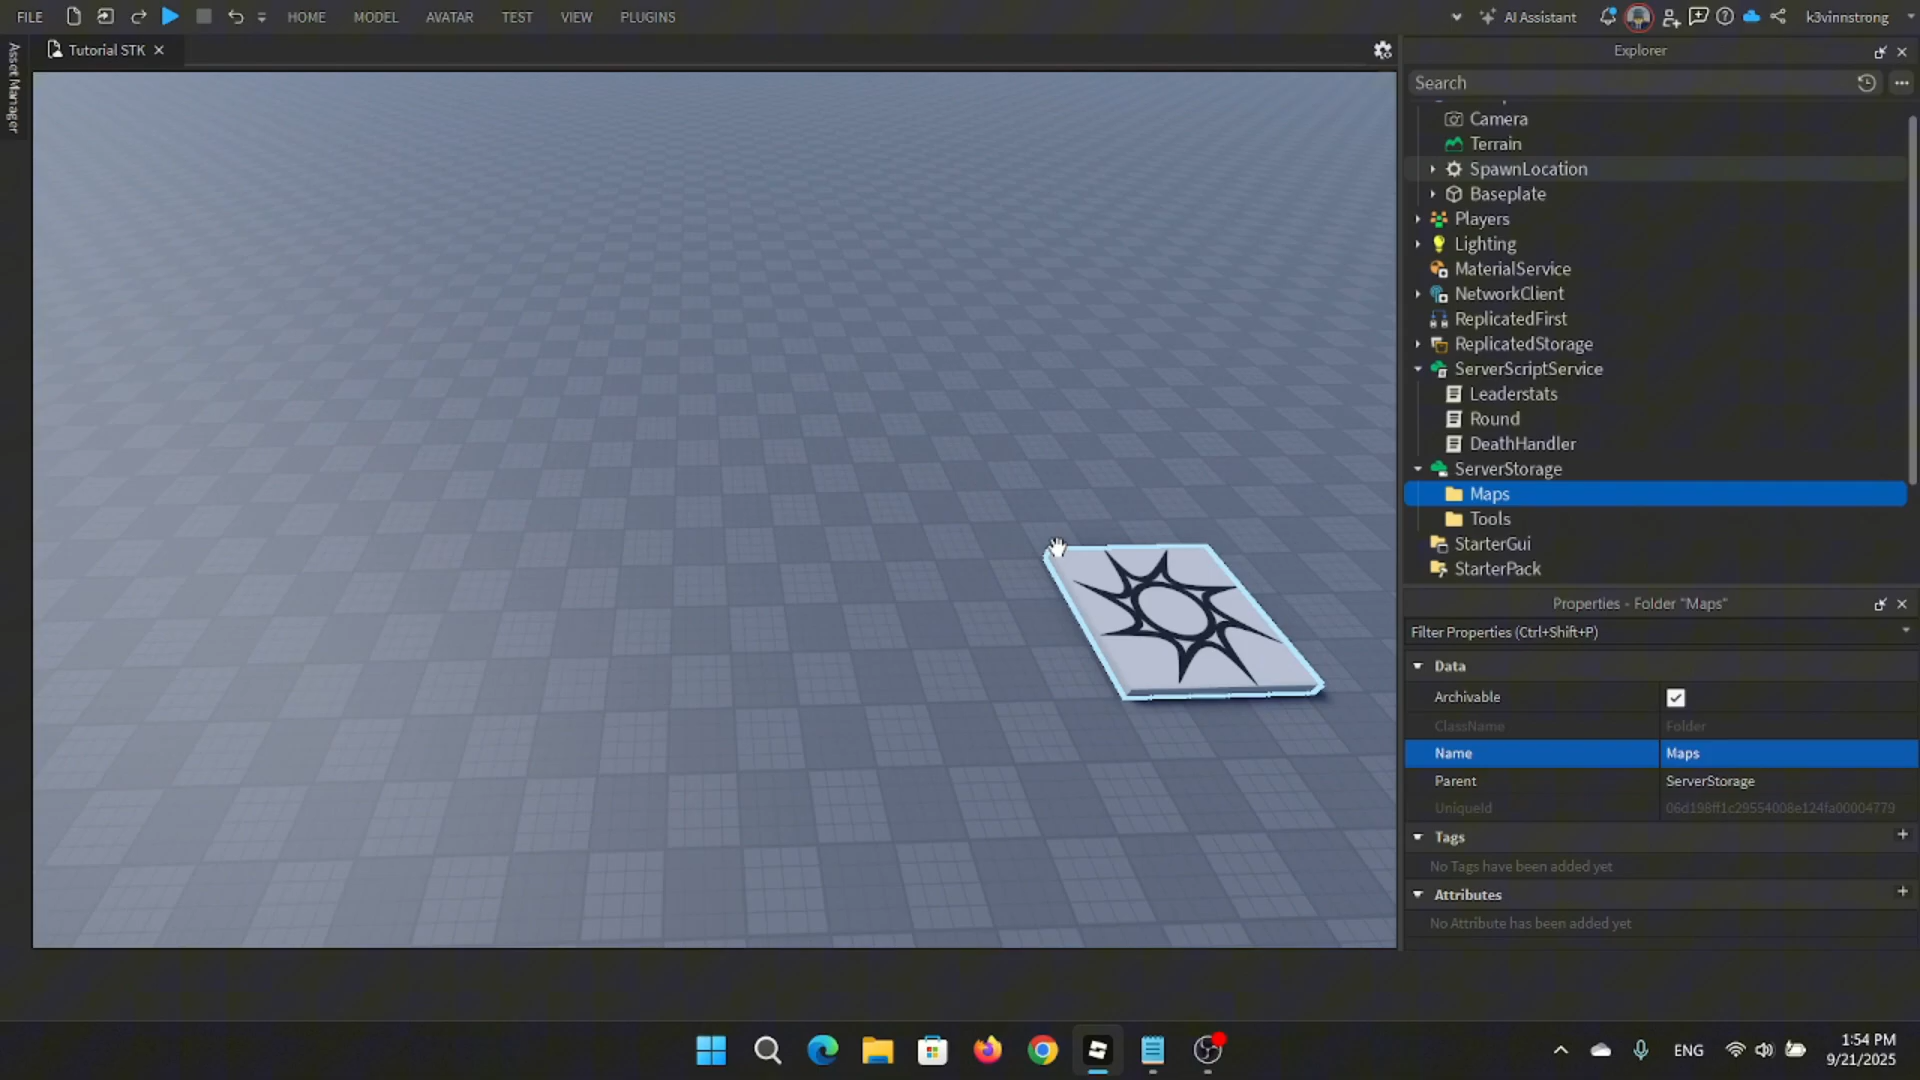 FILE
HOME
MODEL
AVATAR
TEST
VIEW
PLUGINS
AI Assistant
k3vinnstrong
Asset Manager
Tutorial STK
Explorer
Search
Camera
Terrain
SpawnLocation
Baseplate
Players
Lighting
MaterialService
NetworkClient
ReplicatedFirst
ReplicatedStorage
ServerScriptService
Leaderstats
Round
DeathHandler
ServerStorage
Maps
Tools
StarterGui
StarterPack
Properties - Folder "Maps"
Filter Properties (Ctrl+Shift+P)
Data
Archivable
ClassName Folder
Name Maps
Parent ServerStorage
UniqueId 06d198ff1c29554008e124fa00004779
Tags
No Tags have been added yet
Attributes
No Attribute has been added yet
ENG
1:54 PM
9/21/2025